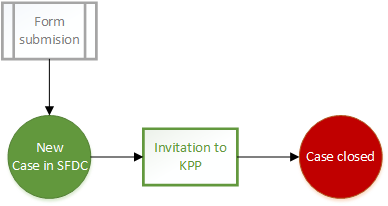 Form
submision
New
Case in SFDC
Invitation to
KPP
Case closed